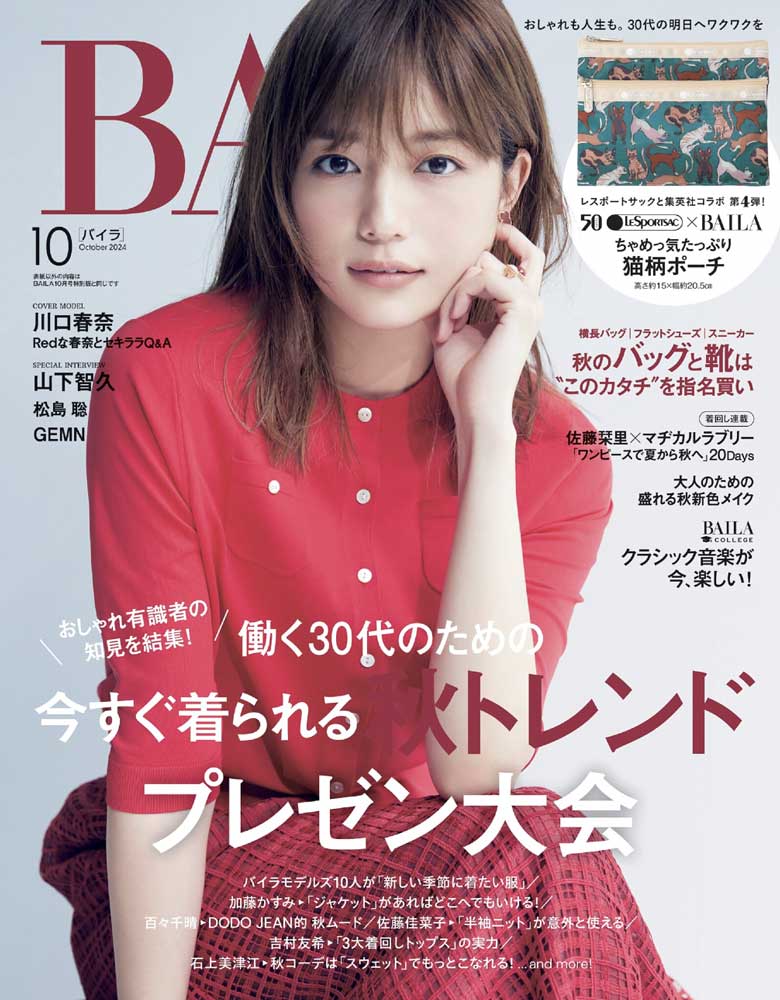 おしゃれも人生も。30代の明日へワクワクを
BA
10
［バイラ］
October 2024
表紙以外の内容は
BAILA10月号特別版と同じです
COVER MODEL
川口春奈
Redな春奈とセキララQ&A
SPECIAL INTERVIEW
山下智久
松島 聡
GEMN
レスポートサックと集英社コラボ 第4弾！
50 LeSportsac×BAILA
ちゃめっ気たっぷり
猫柄ポーチ
高さ約15×幅約20.5㎝
横長バッグ|フラットシューズ|スニーカー
秋のバッグと靴は
“このカタチ”を指名買い
着回し連載
佐藤栞里×マヂカルラブリー
「ワンピースで夏から秋へ」20Days
大人のための
盛れる秋新色メイク
BAILA
COLLEGE
クラシック音楽が
今、楽しい！
おしゃれ有識者の
知見を結集！
働く30代のための
今すぐ着られる秋トレンド
プレゼン大会
バイラモデルズ10人が「新しい季節に着たい服」／
加藤かすみ▶「ジャケット」があればどこへでもいける！／
百々千晴▶DODO JEAN的 秋ムード／佐藤佳菜子▶「半袖ニット」が意外と使える／
吉村友希▶「3大着回しトップス」の実力／
石上美津江▶秋コーデは「スウェット」でもっとこなれる！ ...and more!